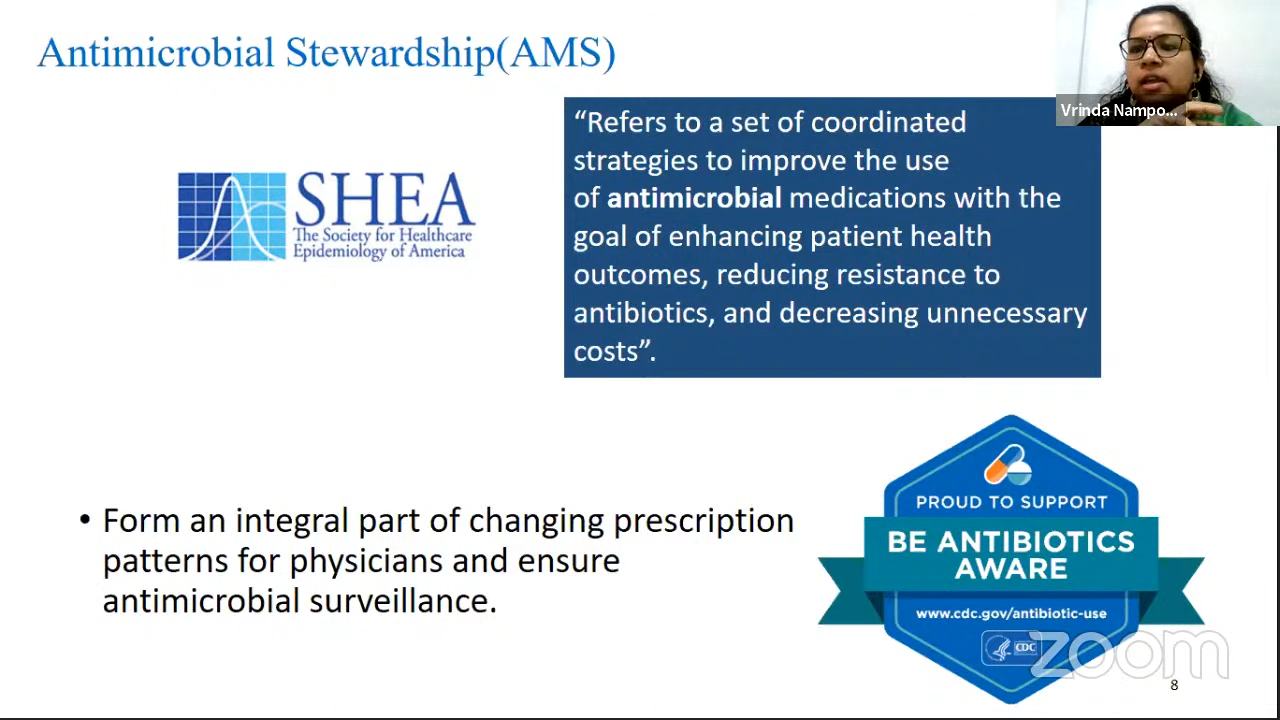 Antimicrobial Stewardship(AMS)
Vrinda Nampo...
SHEA
The Society for Healthcare
Epidemiology of America
“Refers to a set of coordinated
strategies to improve the use
of antimicrobial medications with the
goal of enhancing patient health
outcomes, reducing resistance to
antibiotics, and decreasing unnecessary
costs”.
• Form an integral part of changing prescription
patterns for physicians and ensure
antimicrobial surveillance.
PROUD TO SUPPORT
BE ANTIBIOTICS
AWARE
www.cdc.gov/antibiotic-use
CDC
zoom
8